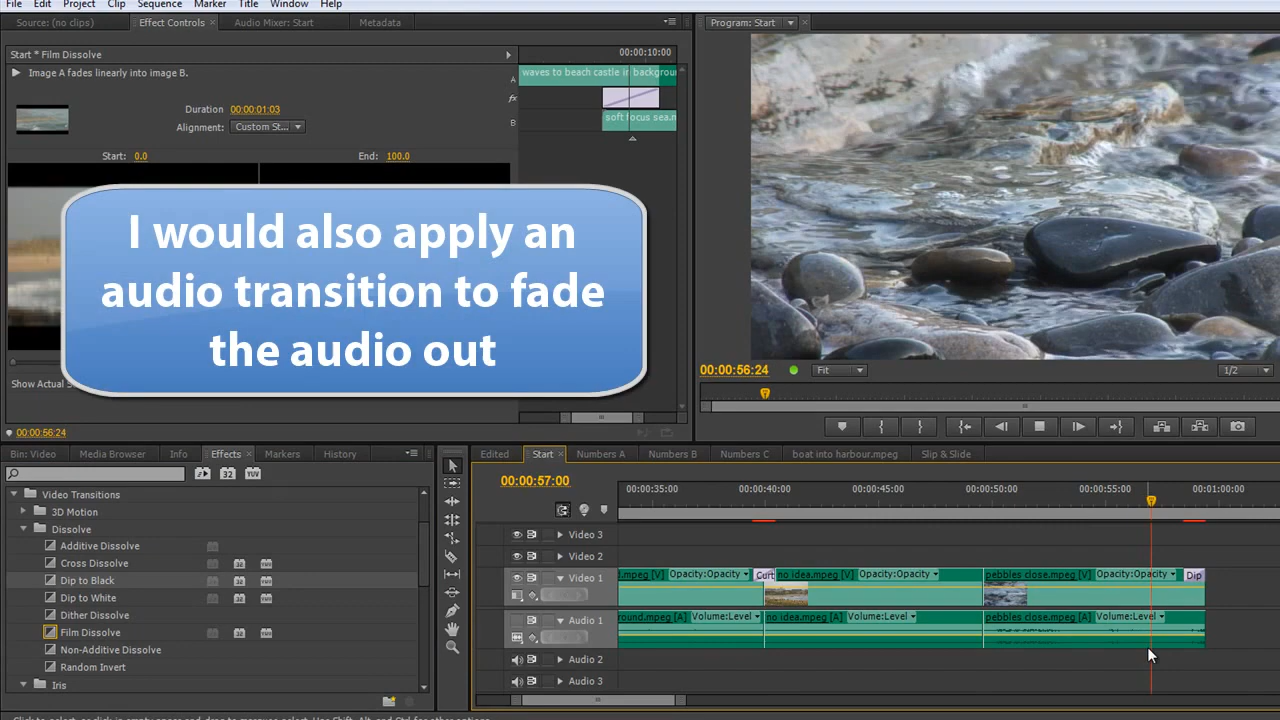 File Edit Project Clip Sequence Marker Title Window Help
Source: (no clips) Effect Controls Audio Mixer: Start Metadata
Program: Start
Start * Film Dissolve
00:00:10:00
Image A fades linearly into image B.
A waves to beach castle in backgrou
fx
B soft focus sea.m
Duration 00:00:01:03
Alignment: Custom St...
Start: 0.0 End: 100.0
I would also apply an
audio transition to fade
the audio out
Show Actual S
00:00:56:24
00:00:56:24 Fit 1/2
Bin: Video Media Browser Info Effects Markers History
32 YUV
Video Transitions
3D Motion
Dissolve
Additive Dissolve
Cross Dissolve
Dip to Black
Dip to White
Dither Dissolve
Film Dissolve
Non-Additive Dissolve
Random Invert
Iris
Edited Start Numbers A Numbers B Numbers C boat into harbour.mpeg Slip & Slide
00:00:57:00
00:00:35:00 00:00:40:00 00:00:45:00 00:00:50:00 00:00:55:00 00:01:00:00
Video 3
Video 2
Video 1 d.mpeg [V] Opacity:Opacity Curt no idea.mpeg [V] Opacity:Opacity pebbles close.mpeg [V] Opacity:Opacity Dip
Audio 1 round.mpeg [A] Volume:Level no idea.mpeg [A] Volume:Level pebbles close.mpeg [A] Volume:Level
Audio 2
Audio 3